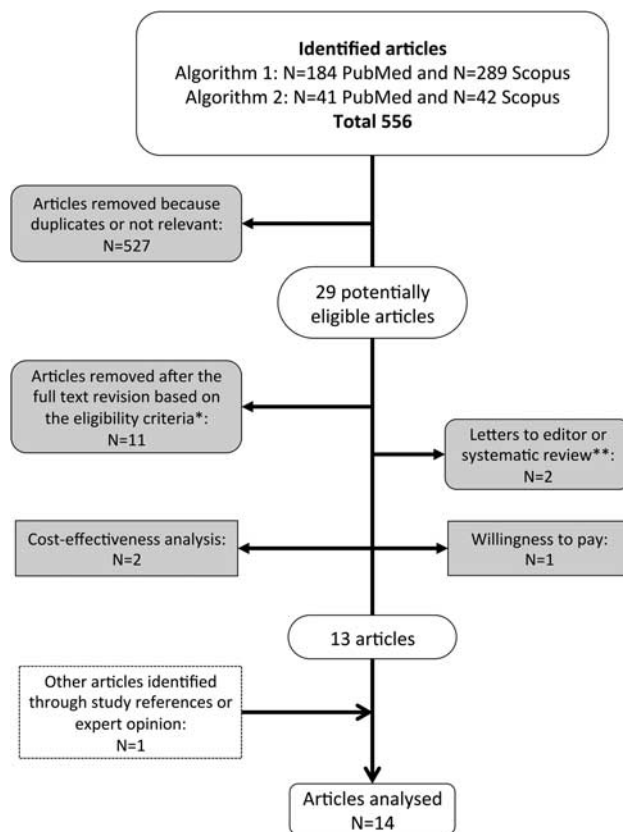 Identified articles
Algorithm 1: N=184 PubMed and N=289 Scopus
Algorithm 2: N=41 PubMed and N=42 Scopus
Total 556
Articles removed because
duplicates or not relevant:
N=527
29 potentially
eligible articles
Articles removed after the
full text revision based on
the eligibility criteria*:
N=11
Letters to editor or
systematic review**:
N=2
Cost-effectiveness analysis:
N=2
Willingness to pay:
N=1
13 articles
Other articles identified
through study references or
expert opinion:
N=1
Articles analysed
N=14